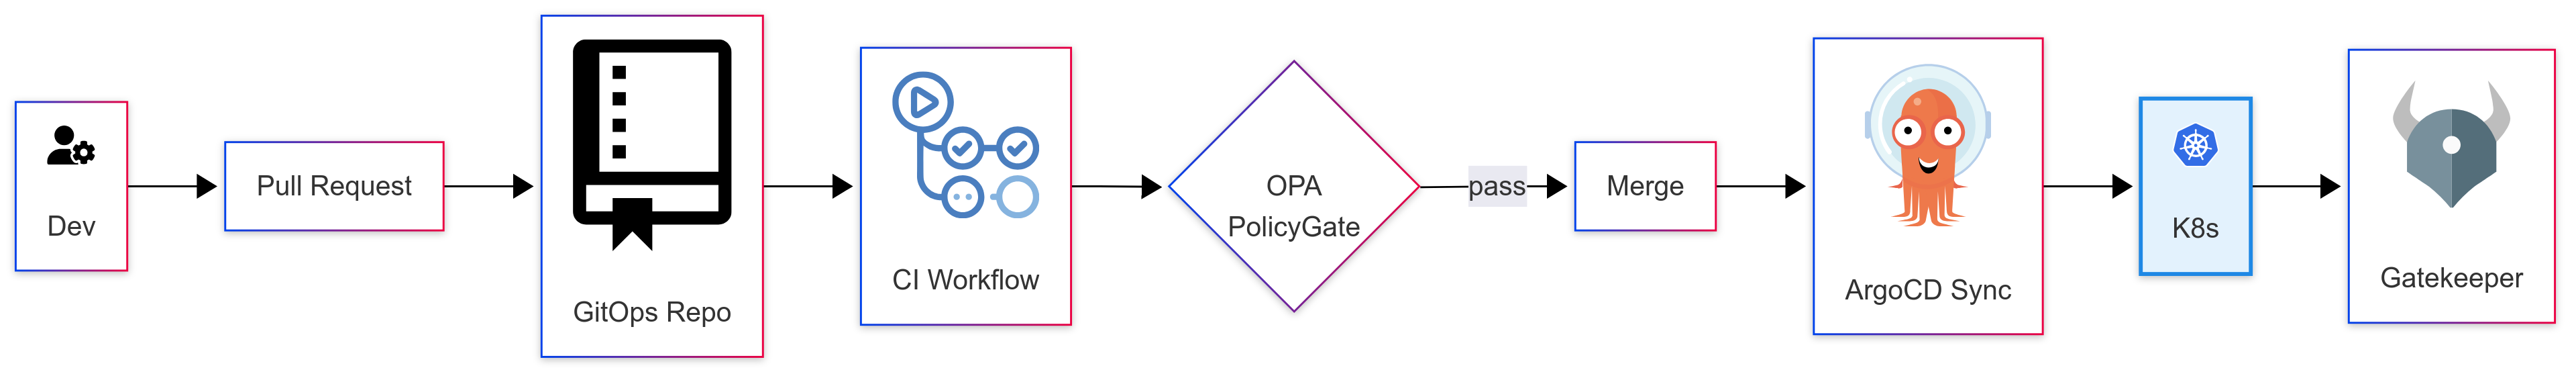 Dev
Pull Request
GitOps Repo
CI Workflow
OPA
PolicyGate
pass
Merge
ArgoCD Sync
K8s
Gatekeeper